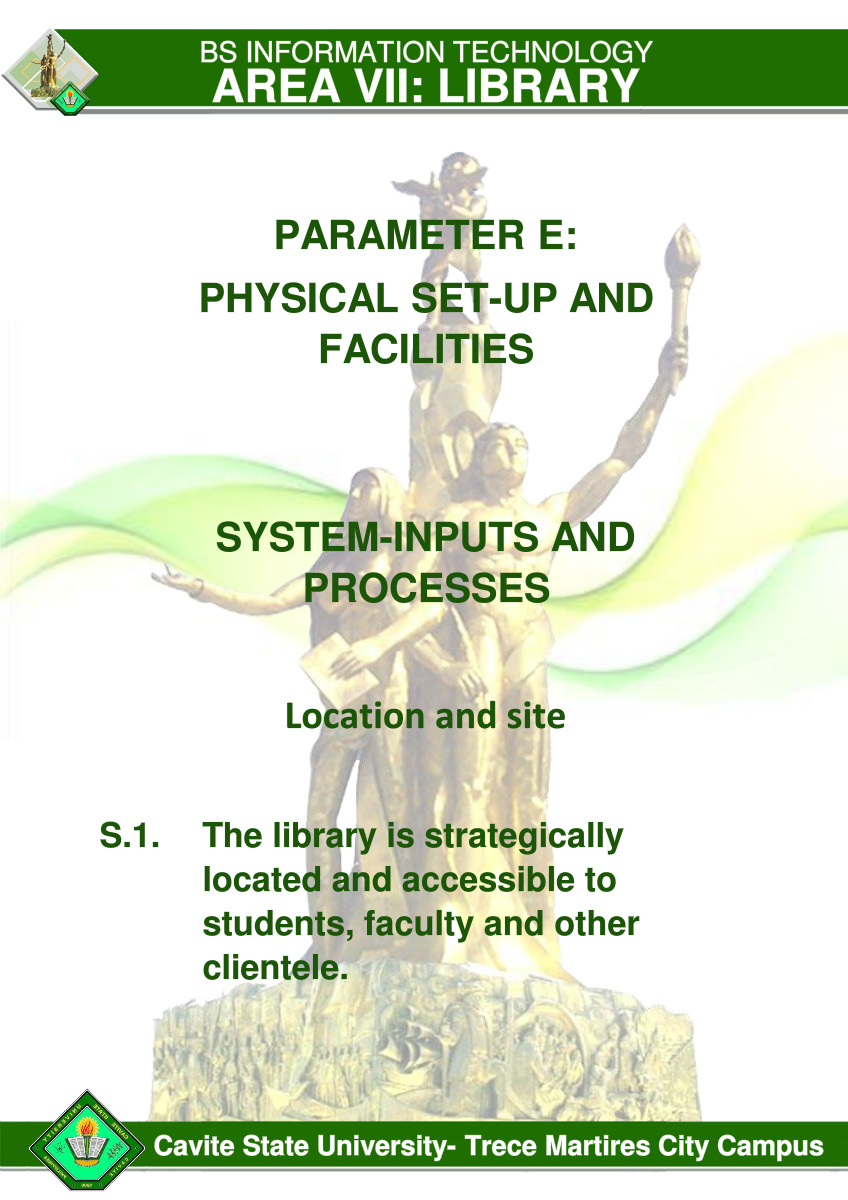 BS INFORMATION TECHNOLOGY
AREA VII: LIBRARY
PARAMETER E:
PHYSICAL SET-UP AND
FACILITIES
SYSTEM-INPUTS AND
PROCESSES
Location and site
S.1. The library is strategically
located and accessible to
students, faculty and other
clientele.
Cavite State University- Trece Martires City Campus